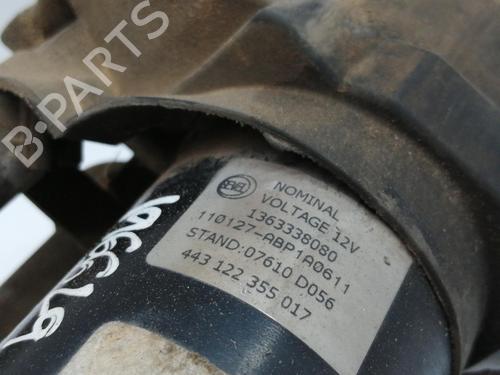 B-PARTS
NOMINAL
VOLTAGE 12V
1363338080
110127-ABP1A0611
STAND:07610 D056
443 122 355 017